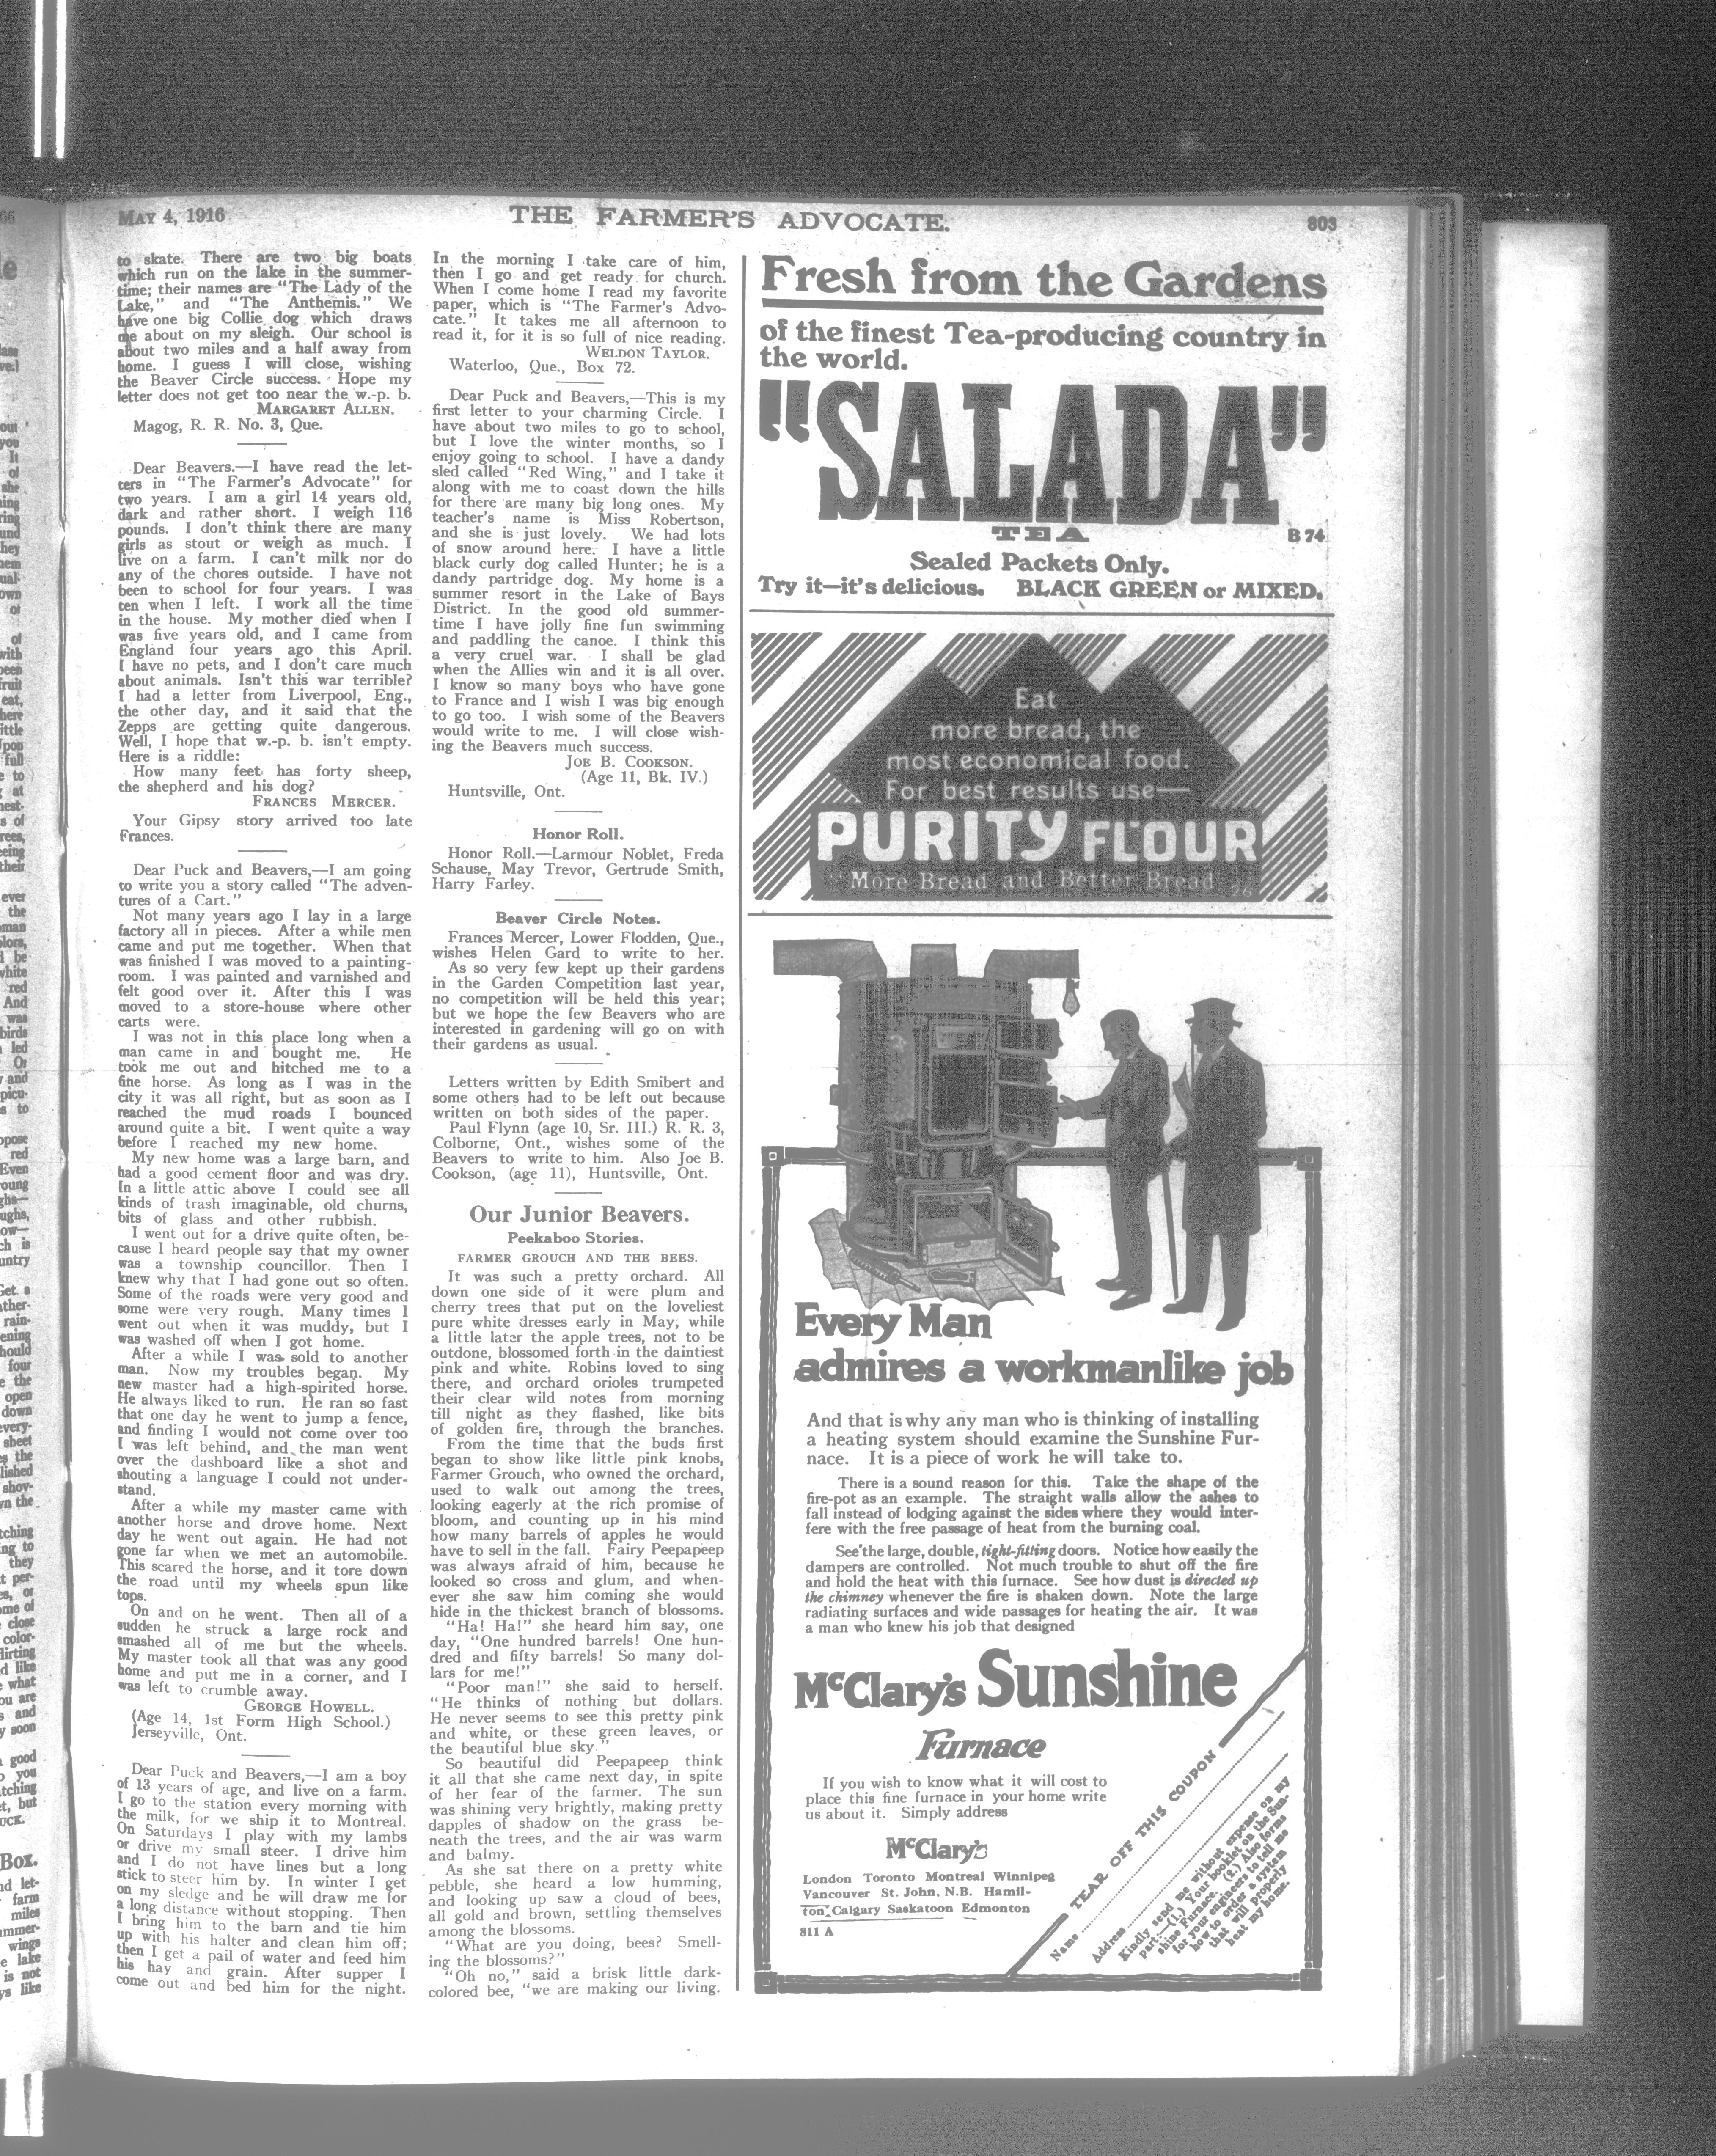 MAY 4, 1916
THE FARMER'S ADVOCATE.
803
to skate. There are two big boats
which run on the lake in the summer-
time; their names are "The Lady of the
Lake," and "The Anthemis." We
have one big Collie dog which draws
me about on my sleigh. Our school is
about two miles and a half away from
home. I guess I will close, wishing
the Beaver Circle success. Hope my
letter does not get too near the w.-p. b.
MARGARET ALLEN.
Magog, R. R. No. 3, Que.
Dear Beavers.—I have read the let-
ters in "The Farmer's Advocate" for
two years. I am a girl 14 years old,
dark and rather short. I weigh 116
pounds. I don't think there are many
girls as stout or weigh as much. I
live on a farm. I can't milk nor do
any of the chores outside. I have not
been to school for four years. I was
ten when I left. I work all the time
in the house. My mother died when I
was five years old, and I came from
England four years ago this April.
I have no pets, and I don't care much
about animals. Isn't this war terrible?
I had a letter from Liverpool, Eng.,
the other day, and it said that the
Zepps are getting quite dangerous.
Well, I hope that w.-p. b. isn't empty.
Here is a riddle:
How many feet has forty sheep,
the shepherd and his dog?
FRANCES MERCER.
Your Gipsy story arrived too late
Frances.
Dear Puck and Beavers,—I am going
to write you a story called "The adven-
tures of a Cart."
Not many years ago I lay in a large
factory all in pieces. After a while men
came and put me together. When that
was finished I was moved to a painting-
room. I was painted and varnished and
felt good over it. After this I was
moved to a store-house where other
carts were.
I was not in this place long when a
man came in and bought me. He
took me out and hitched me to a
fine horse. As long as I was in the
city it was all right, but as soon as I
reached the mud roads I bounced
around quite a bit. I went quite a way
before I reached my new home.
My new home was a large barn, and
had a good cement floor and was dry.
In a little attic above I could see all
kinds of trash imaginable, old churns,
bits of glass and other rubbish.
I went out for a drive quite often, be-
cause I heard people say that my owner
was a township councillor. Then I
knew why that I had gone out so often.
Some of the roads were very good and
some were very rough. Many times I
went out when it was muddy, but I
was washed off when I got home.
After a while I was sold to another
man. Now my troubles began. My
new master had a high-spirited horse.
He always liked to run. He ran so fast
that one day he went to jump a fence,
and finding I would not come over too
I was left behind, and the man went
over the dashboard like a shot and
shouting a language I could not under-
stand.
After a while my master came with
another horse and drove home. Next
day he went out again. He had not
gone far when we met an automobile.
This scared the horse, and it tore down
the road until my wheels spun like
tops.
On and on he went. Then all of a
sudden he struck a large rock and
smashed all of me but the wheels.
My master took all that was any good
home and put me in a corner, and I
was left to crumble away.
GEORGE HOWELL.
(Age 14, 1st Form High School.)
Jerseyville, Ont.
Dear Puck and Beavers,—I am a boy
of 13 years of age, and live on a farm.
I go to the station every morning with
the milk, for we ship it to Montreal.
On Saturdays I play with my lambs
or drive my small steer. I drive him
and I do not have lines but a long
stick to steer him by. In winter I get
on my sledge and he will draw me for
a long distance without stopping. Then
I bring him to the barn and tie him
up with his halter and clean him off;
then I get a pail of water and feed him
his hay and grain. After supper I
come out and bed him for the night.
In the morning I take care of him,
then I go and get ready for church.
When I come home I read my favorite
paper, which is "The Farmer's Advo-
cate." It takes me all afternoon to
read it, for it is so full of nice reading.
WELDON TAYLOR.
Waterloo, Que., Box 72.
Dear Puck and Beavers,—This is my
first letter to your charming Circle. I
have about two miles to go to school,
but I love the winter months, so I
enjoy going to school. I have a dandy
sled called "Red Wing," and I take it
along with me to coast down the hills
for there are many big long ones. My
teacher's name is Miss Robertson,
and she is just lovely. We had lots
of snow around here. I have a little
black curly dog called Hunter; he is a
dandy partridge dog. My home is a
summer resort in the Lake of Bays
District. In the good old summer-
time I have jolly fine fun swimming
and paddling the canoe. I think this
a very cruel war. I shall be glad
when the Allies win and it is all over.
I know so many boys who have gone
to France and I wish I was big enough
to go too. I wish some of the Beavers
would write to me. I will close wish-
ing the Beavers much success.
JOE B. COOKSON.
(Age 11, Bk. IV.)
Huntsville, Ont.
Honor Roll.
Honor Roll.—Larmour Noblet, Freda
Schause, May Trevor, Gertrude Smith,
Harry Farley.
Beaver Circle Notes.
Frances Mercer, Lower Flodden, Que.,
wishes Helen Gard to write to her.
As so very few kept up their gardens
in the Garden Competition last year,
no competition will be held this year;
but we hope the few Beavers who are
interested in gardening will go on with
their gardens as usual.
Letters written by Edith Smibert and
some others had to be left out because
written on both sides of the paper.
Paul Flynn (age 10, Sr. III.) R. R. 3,
Colborne, Ont., wishes some of the
Beavers to write to him. Also Joe B.
Cookson, (age 11), Huntsville, Ont.
Our Junior Beavers.
Peekaboo Stories.
FARMER GROUCH AND THE BEES.
It was such a pretty orchard. All
down one side of it were plum and
cherry trees that put on the loveliest
pure white dresses early in May, while
a little later the apple trees, not to be
outdone, blossomed forth in the daintiest
pink and white. Robins loved to sing
there, and orchard orioles trumpeted
their clear wild notes from morning
till night as they flashed, like bits
of golden fire, through the branches.
From the time that the buds first
began to show like little pink knobs,
Farmer Grouch, who owned the orchard,
used to walk out among the trees,
looking eagerly at the rich promise of
bloom, and counting up in his mind
how many barrels of apples he would
have to sell in the fall. Fairy Peepapeep
was always afraid of him, because he
looked so cross and glum, and when-
ever she saw him coming she would
hide in the thickest branch of blossoms.
"Ha! Ha!" she heard him say, one
day, "One hundred barrels! One hun-
dred and fifty barrels! So many dol-
lars for me!"
"Poor man!" she said to herself.
"He thinks of nothing but dollars.
He never seems to see this pretty pink
and white, or these green leaves, or
the beautiful blue sky."
So beautiful did Peepapeep think
it all that she came next day, in spite
of her fear of the farmer. The sun
was shining very brightly, making pretty
dapples of shadow on the grass be-
neath the trees, and the air was warm
and balmy.
As she sat there on a pretty white
pebble, she heard a low humming,
and looking up saw a cloud of bees,
all gold and brown, settling themselves
among the blossoms.
"What are you doing, bees? Smell-
ing the blossoms?"
"Oh no," said a brisk little dark-
colored bee, "we are making our living.
Fresh from the Gardens
of the finest Tea-producing country in
the world.
"SALADA"
TEA
B 74
Sealed Packets Only.
Try it—it's delicious. BLACK GREEN or MIXED.
Eat
more bread, the
most economical food.
For best results use—
PURITY FLOUR
"More Bread and Better Bread
26
Every Man
admires a workmanlike job
And that is why any man who is thinking of installing
a heating system should examine the Sunshine Fur-
nace. It is a piece of work he will take to.
There is a sound reason for this. Take the shape of the
fire-pot as an example. The straight walls allow the ashes to
fall instead of lodging against the sides where they would inter-
fere with the free passage of heat from the burning coal.
See the large, double, tight-fitting doors. Notice how easily the
dampers are controlled. Not much trouble to shut off the fire
and hold the heat with this furnace. See how dust is directed up
the chimney whenever the fire is shaken down. Note the large
radiating surfaces and wide passages for heating the air. It was
a man who knew his job that designed
McClary's Sunshine
Furnace
If you wish to know what it will cost to
place this fine furnace in your home write
us about it. Simply address
McClary's
London Toronto Montreal Winnipeg
Vancouver St. John, N.B. Hamil-
ton Calgary Saskatoon Edmonton
811 A
TEAR OFF THIS COUPON
Name
Address
Kindly send me without expense on my
part:—(1.) Your booklet on the Sun-
shine Furnace. (2.) Also forms
for your engineers to tell me
how to order a system
that will properly
heat my home.